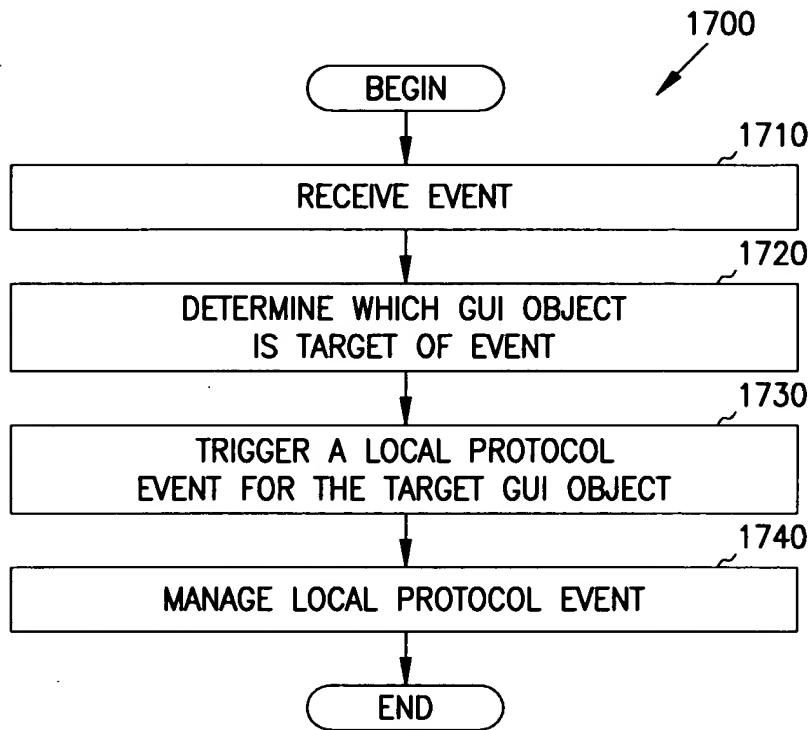 1700
BEGIN
1710
RECEIVE EVENT
1720
DETERMINE WHICH GUI OBJECT
IS TARGET OF EVENT
1730
TRIGGER A LOCAL PROTOCOL
EVENT FOR THE TARGET GUI OBJECT
1740
MANAGE LOCAL PROTOCOL EVENT
END